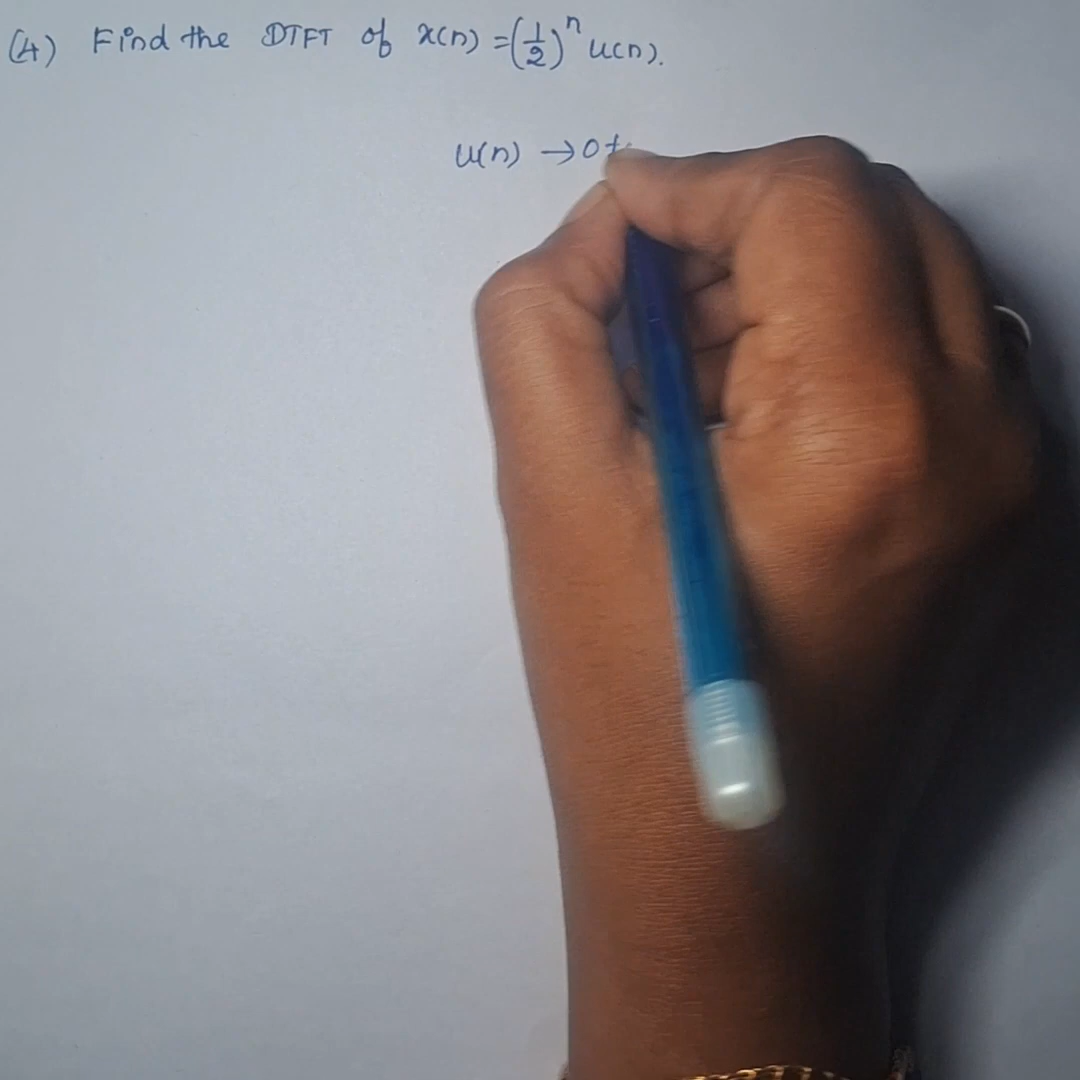 (4) Find the DTFT of x(n) = (1/2)^n u(n).
u(n) → 0